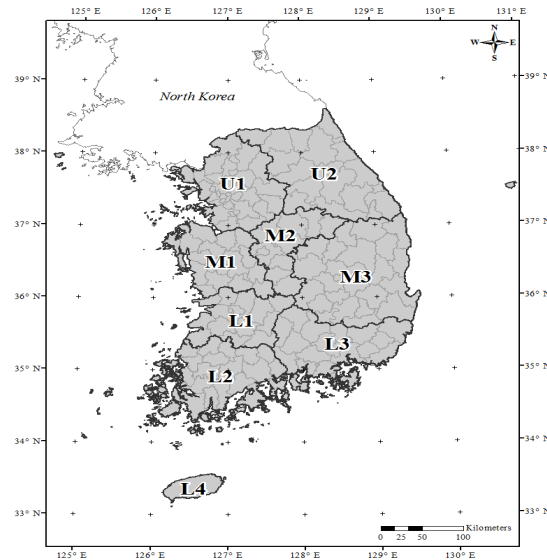 125° E 126° E 127° E 128° E 129° E 130° E 131° E
N
W E
S
39° N 39° N
North Korea
38° N 38° N
U1 U2
37° N 37° N
M2
M1 M3
36° N 36° N
L1 L3
35° N 35° N
L2
34° N 34° N
L4
33° N 33° N
Kilometers
0 25 50 100
125° E 126° E 127° E 128° E 129° E 130° E